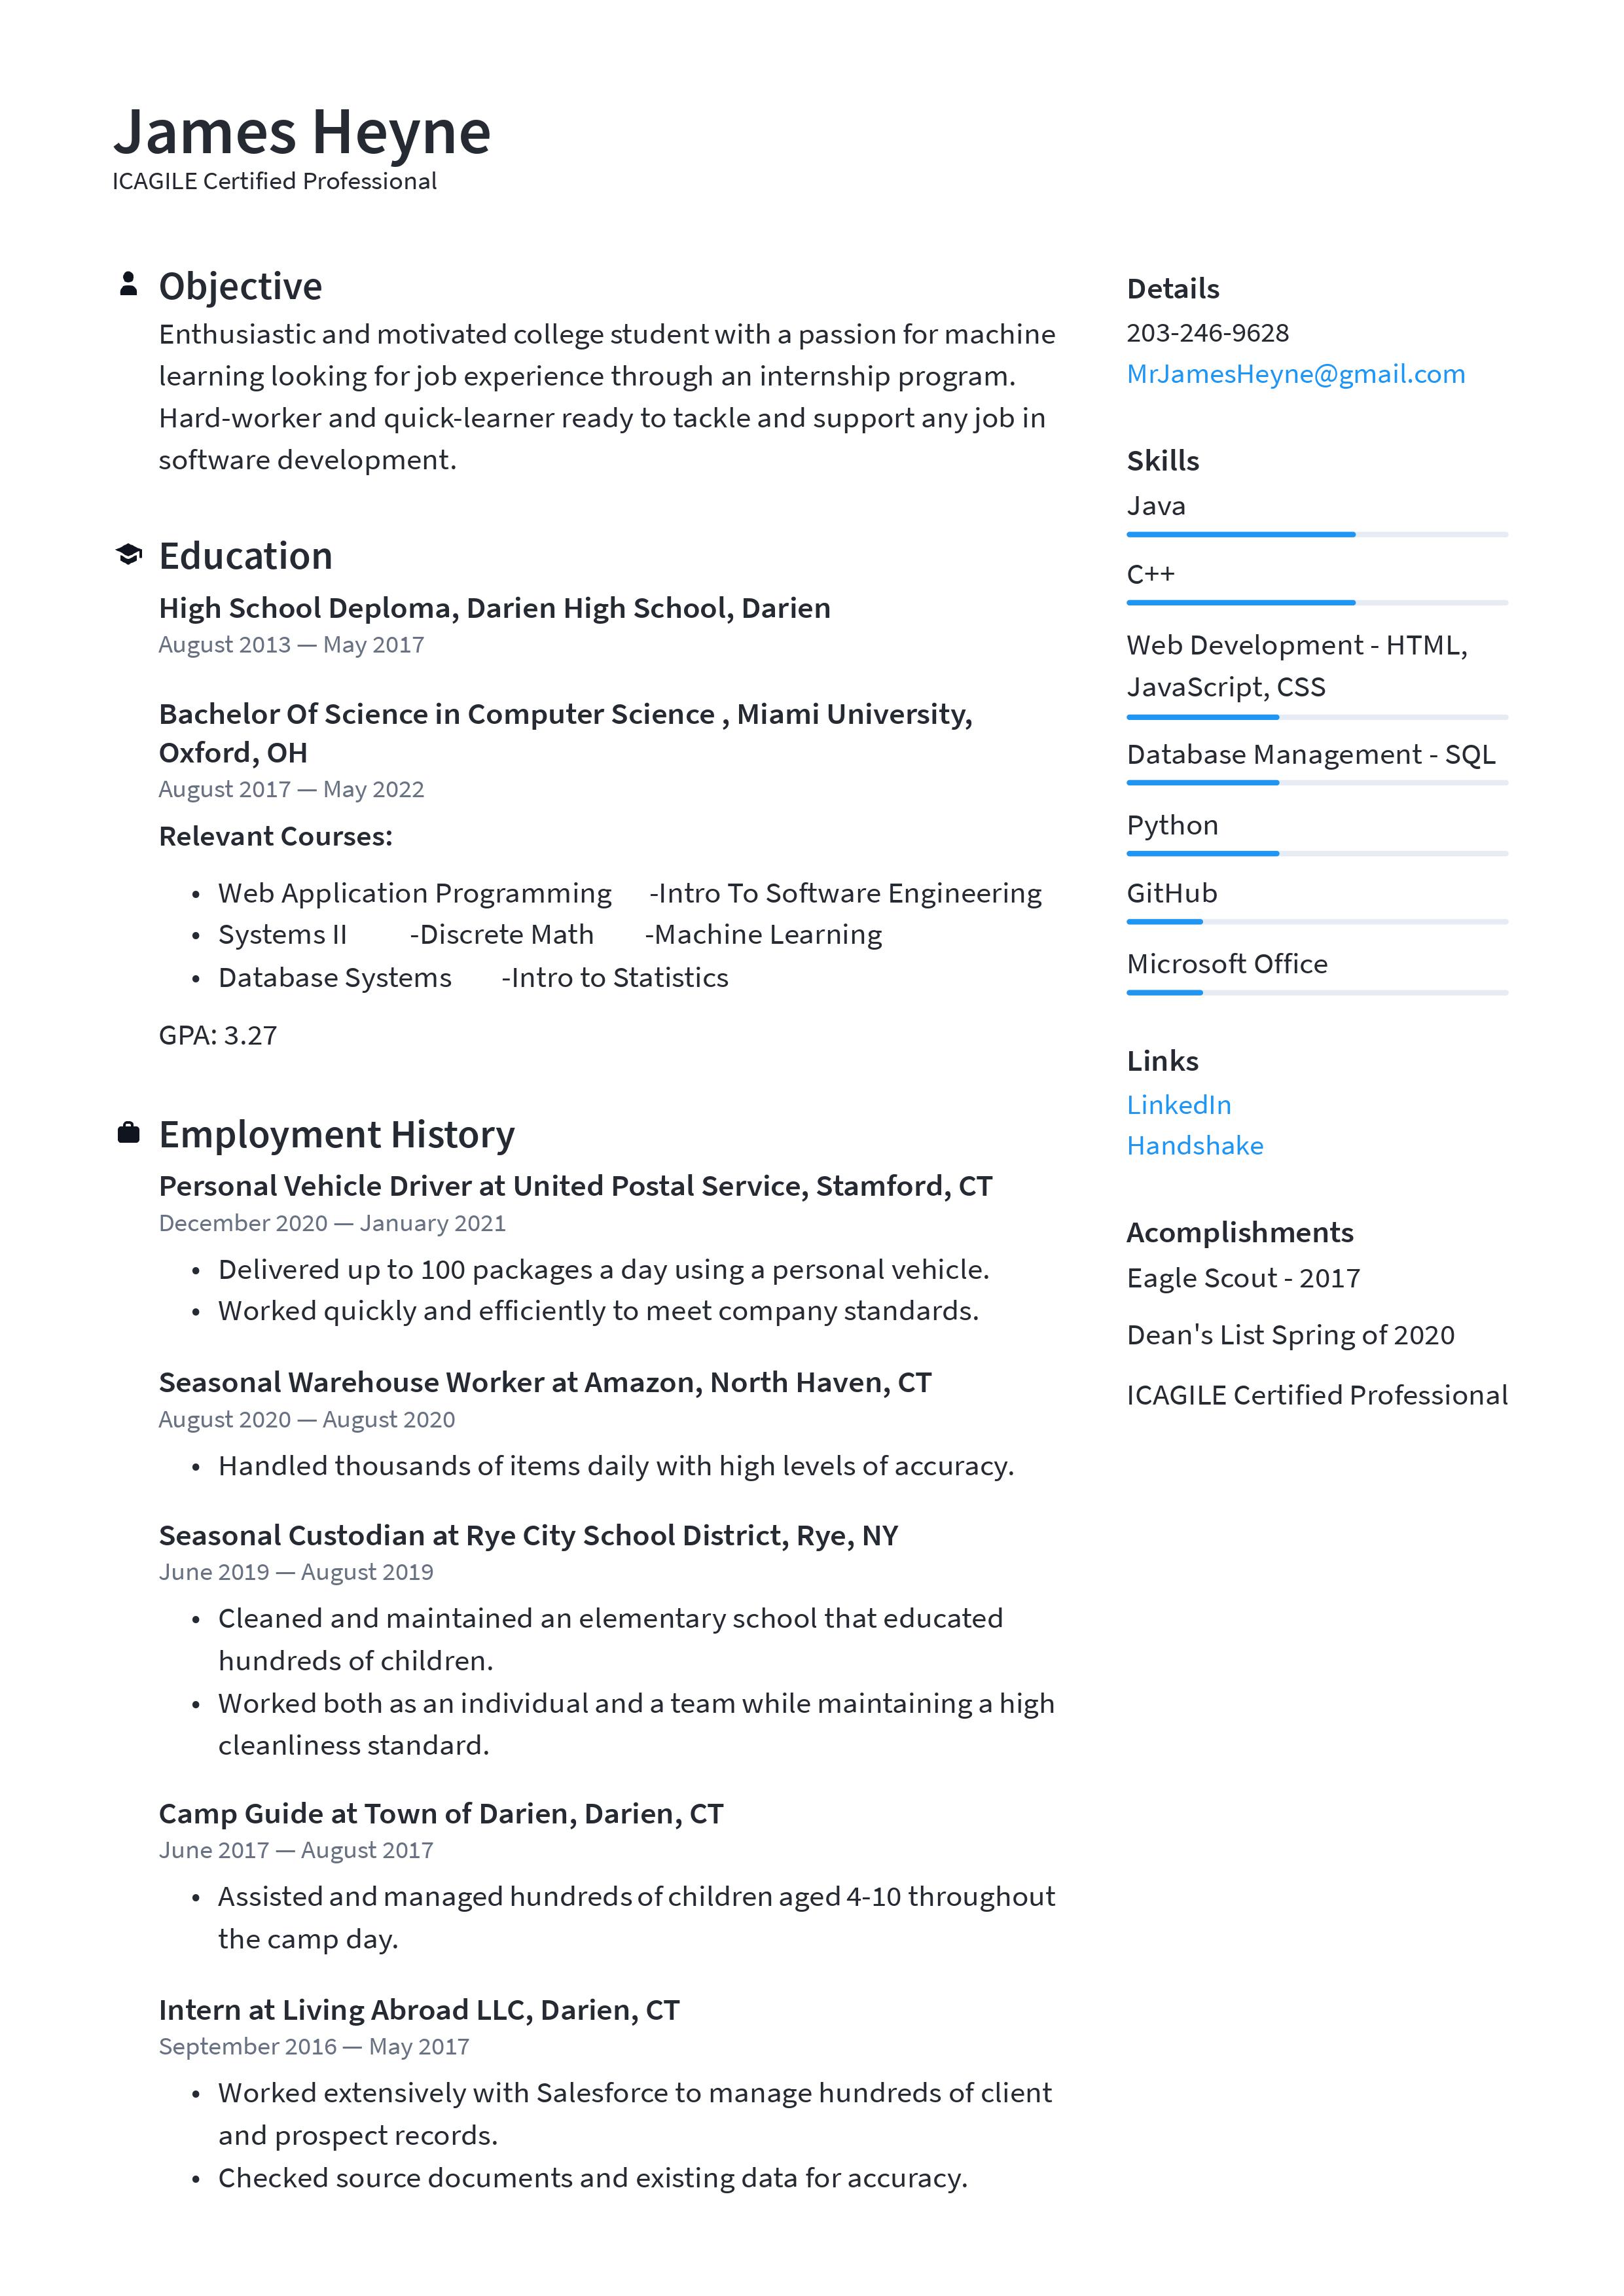 James Heyne
ICAGILE Certified Professional
Objective
Enthusiastic and motivated college student with a passion for machine
learning looking for job experience through an internship program.
Hard-worker and quick-learner ready to tackle and support any job in
software development.
Education
High School Deploma, Darien High School, Darien
August 2013 — May 2017
Bachelor Of Science in Computer Science , Miami University,
Oxford, OH
August 2017 — May 2022
Relevant Courses:
• Web Application Programming -Intro To Software Engineering
• Systems II -Discrete Math -Machine Learning
• Database Systems -Intro to Statistics
GPA: 3.27
Employment History
Personal Vehicle Driver at United Postal Service, Stamford, CT
December 2020 — January 2021
• Delivered up to 100 packages a day using a personal vehicle.
• Worked quickly and efficiently to meet company standards.
Seasonal Warehouse Worker at Amazon, North Haven, CT
August 2020 — August 2020
• Handled thousands of items daily with high levels of accuracy.
Seasonal Custodian at Rye City School District, Rye, NY
June 2019 — August 2019
• Cleaned and maintained an elementary school that educated
hundreds of children.
• Worked both as an individual and a team while maintaining a high
cleanliness standard.
Camp Guide at Town of Darien, Darien, CT
June 2017 — August 2017
• Assisted and managed hundreds of children aged 4-10 throughout
the camp day.
Intern at Living Abroad LLC, Darien, CT
September 2016 — May 2017
• Worked extensively with Salesforce to manage hundreds of client
and prospect records.
• Checked source documents and existing data for accuracy.
Details
203-246-9628
MrJamesHeyne@gmail.com
Skills
Java
C++
Web Development - HTML,
JavaScript, CSS
Database Management - SQL
Python
GitHub
Microsoft Office
Links
LinkedIn
Handshake
Acomplishments
Eagle Scout - 2017
Dean's List Spring of 2020
ICAGILE Certified Professional